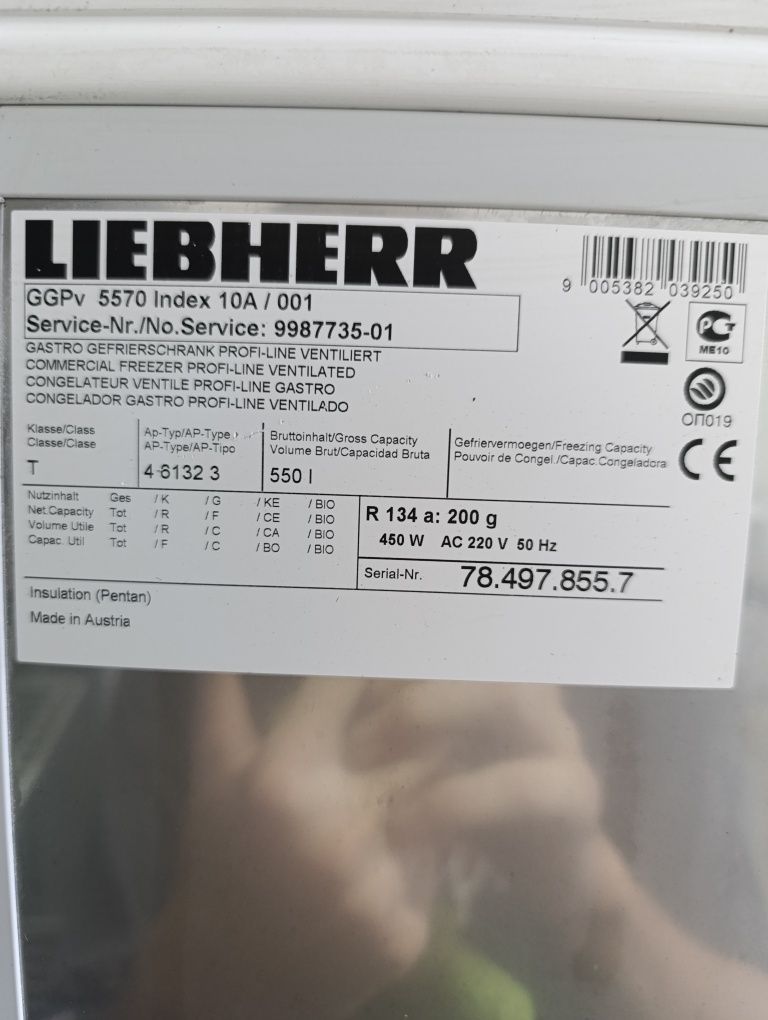 LIEBHERR
9 005382 039250
GGPv 5570 Index 10A / 001
Service-Nr./No.Service: 9987735-01
GASTRO GEFRIERSCHRANK PROFI-LINE VENTILIERT
COMMERCIAL FREEZER PROFI-LINE VENTILATED
CONGELATEUR VENTILE PROFI-LINE GASTRO
CONGELADOR GASTRO PROFI-LINE VENTILADO
РСТ
ME10
ОП019
CE
Klasse/Class
Classe/Clase
T
Ap-Typ/AP-Type
AP-Type/AP-Tipo
4 6132 3
Bruttoinhalt/Gross Capacity
Volume Brut/Capacidad Bruta
550 l
Gefriervermoegen/Freezing Capacity
Pouvoir de Congel./Capac.Congeladora
Nutzinhalt Ges / K / G / KE / BIO
Net.Capacity Tot / R / F / CE / BIO
Volume Utile Tot / R / C / CA / BIO
Capac. Util Tot / F / C / BO / BIO
R 134 a: 200 g
450 W AC 220 V 50 Hz
Serial-Nr. 78.497.855.7
Insulation (Pentan)
Made in Austria